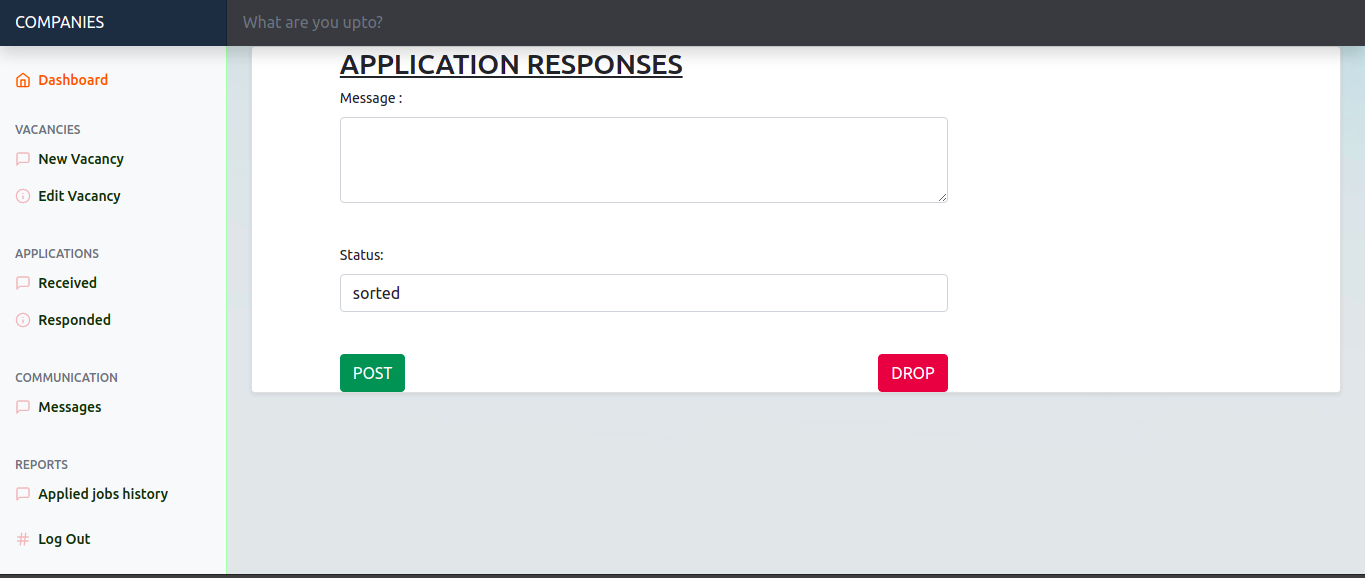 COMPANIES
What are you upto?
Dashboard
VACANCIES
New Vacancy
Edit Vacancy
APPLICATIONS
Received
Responded
COMMUNICATION
Messages
REPORTS
Applied jobs history
Log Out
APPLICATION RESPONSES
Message :
Status:
sorted
POST
DROP